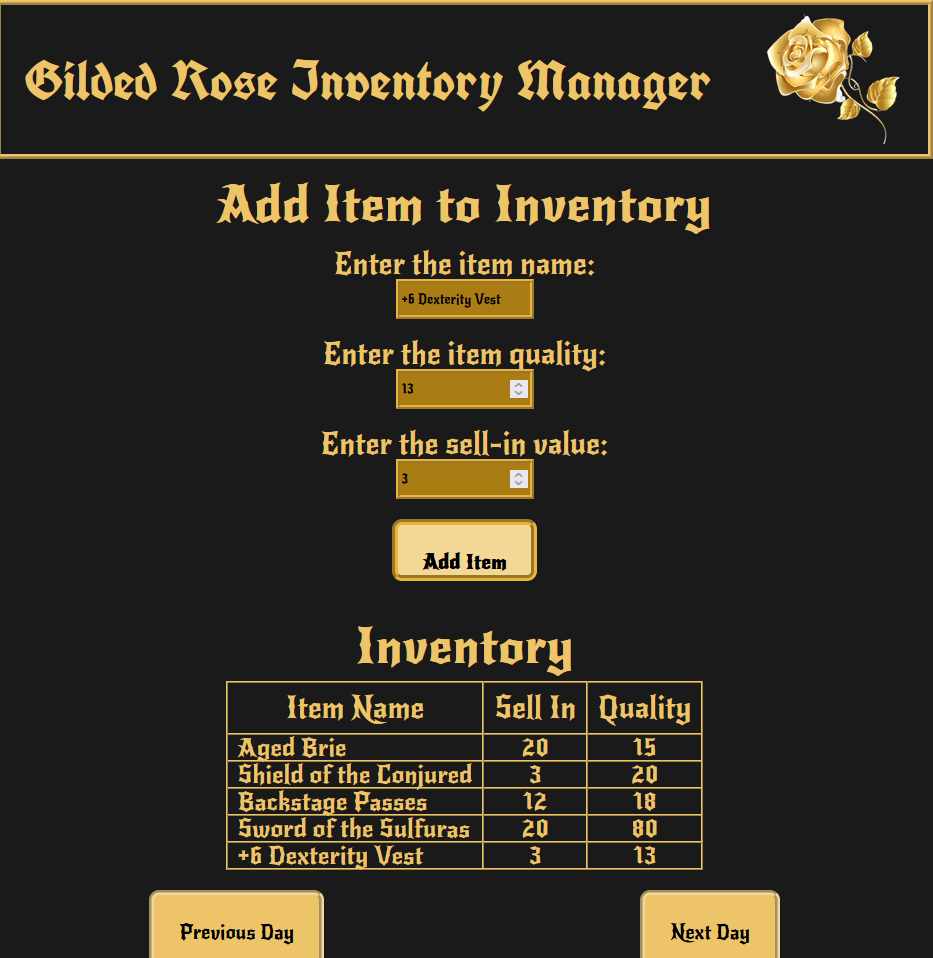 Gilded Rose Inventory Manager
Add Item to Inventory
Enter the item name:
+6 Dexterity Vest
Enter the item quality:
13
Enter the sell-in value:
3
Add Item
Inventory
Item Name Sell In Quality
Aged Brie 20 15
Shield of the Conjured 3 20
Backstage Passes 12 18
Sword of the Sulfuras 20 80
+6 Dexterity Vest 3 13
Previous Day Next Day